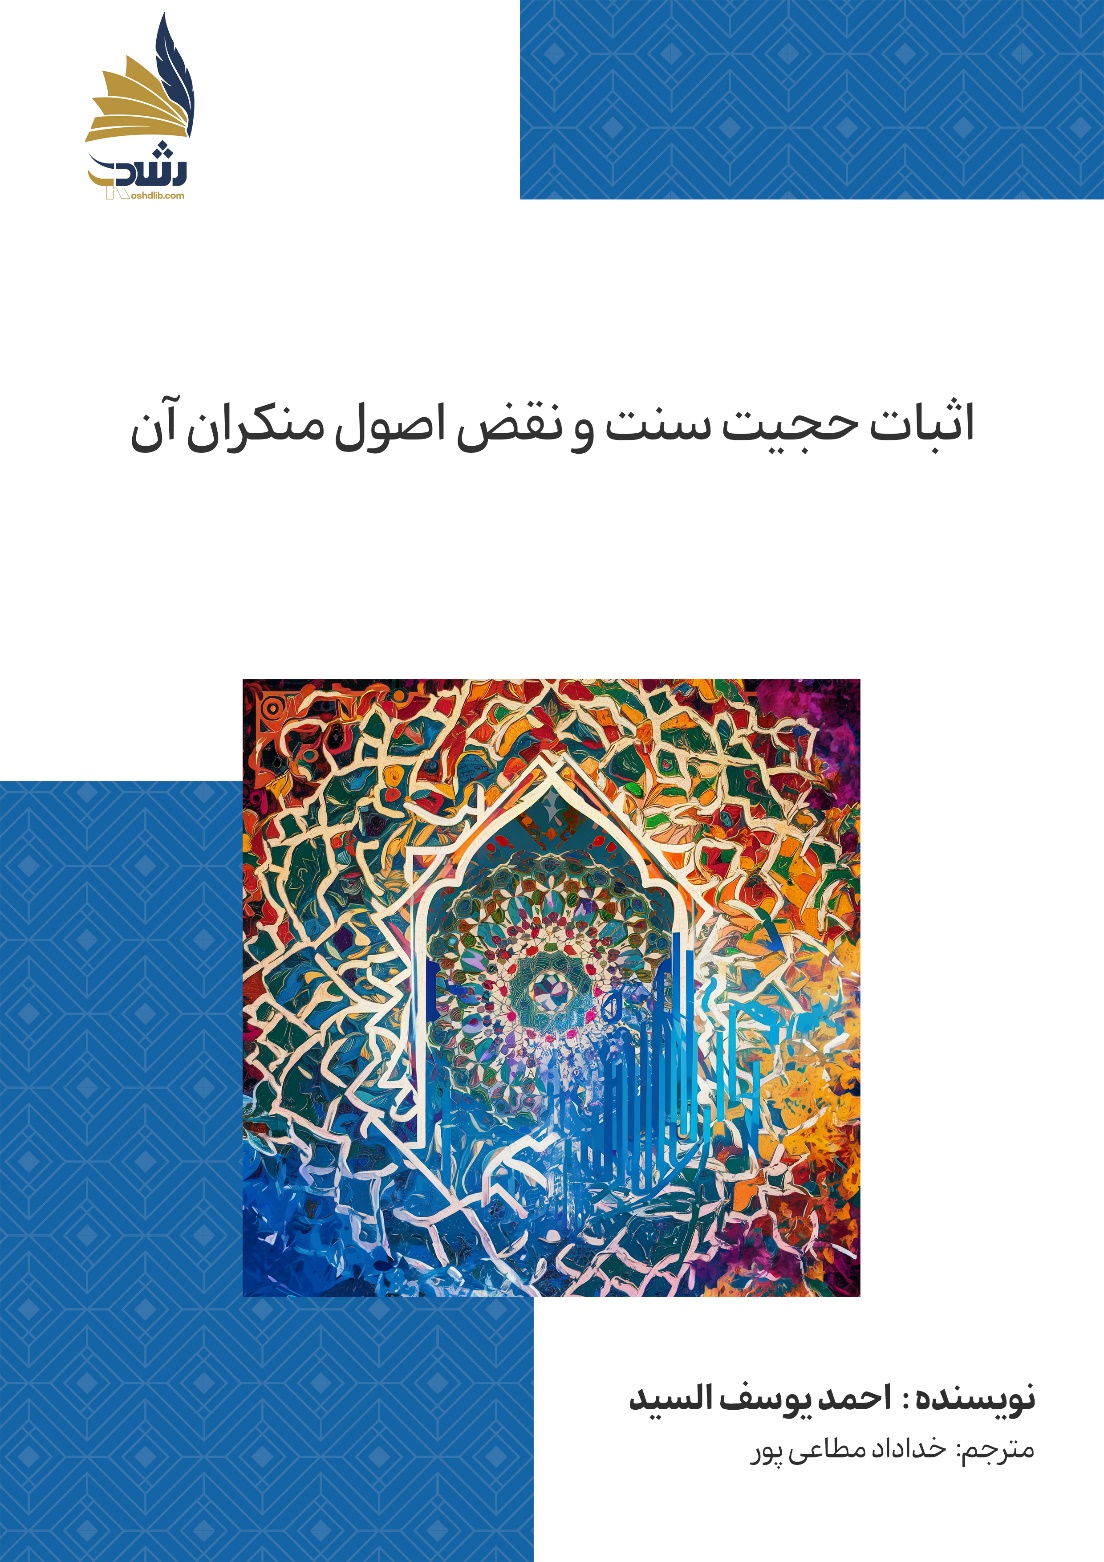 رشد
Roshdlib.com
اثبات حجیت سنت و نقض اصول منکران آن
نویسنده : احمد یوسف السید
مترجم: خداداد مطاعی پور